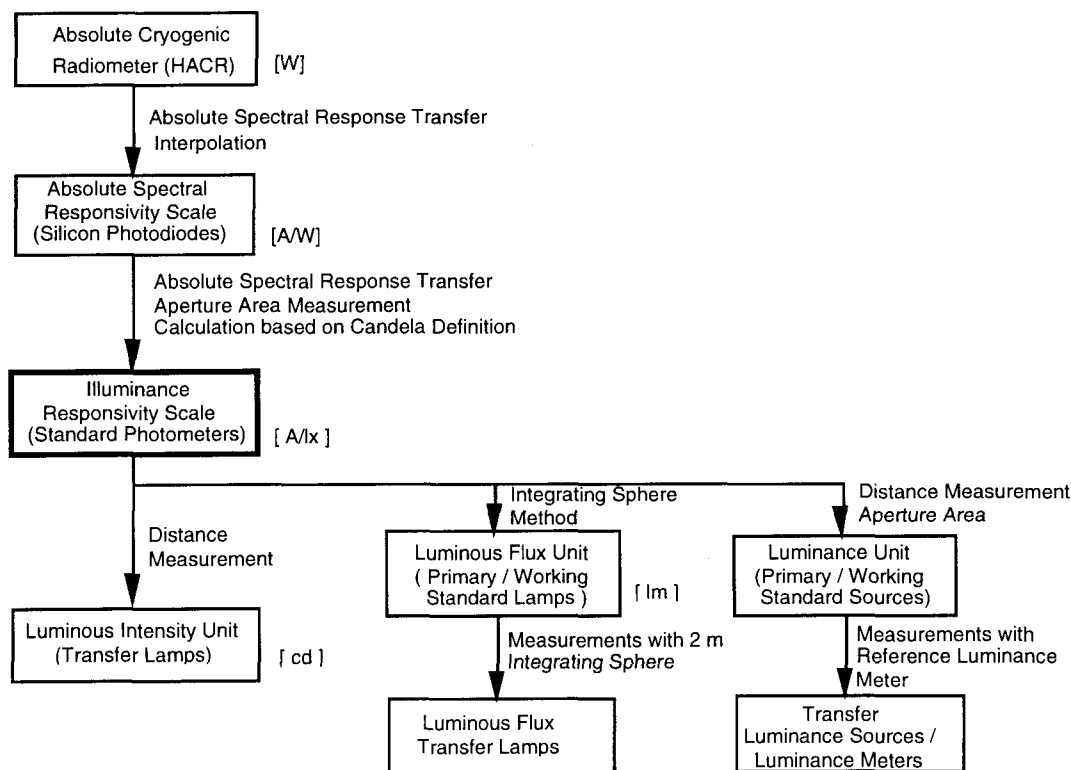 Absolute Cryogenic
Radiometer (HACR)
[W]
Absolute Spectral Response Transfer
Interpolation
Absolute Spectral
Responsivity Scale
(Silicon Photodiodes)
[A/W]
Absolute Spectral Response Transfer
Aperture Area Measurement
Calculation based on Candela Definition
Illuminance
Responsivity Scale
(Standard Photometers)
[ A/lx ]
Distance
Measurement
Luminous Intensity Unit
(Transfer Lamps)
[ cd ]
Integrating Sphere
Method
Luminous Flux Unit
( Primary / Working
Standard Lamps )
[ lm ]
Measurements with 2 m
Integrating Sphere
Luminous Flux
Transfer Lamps
Distance Measurement
Aperture Area
Luminance Unit
(Primary / Working
Standard Sources)
Measurements with
Reference Luminance
Meter
Transfer
Luminance Sources /
Luminance Meters